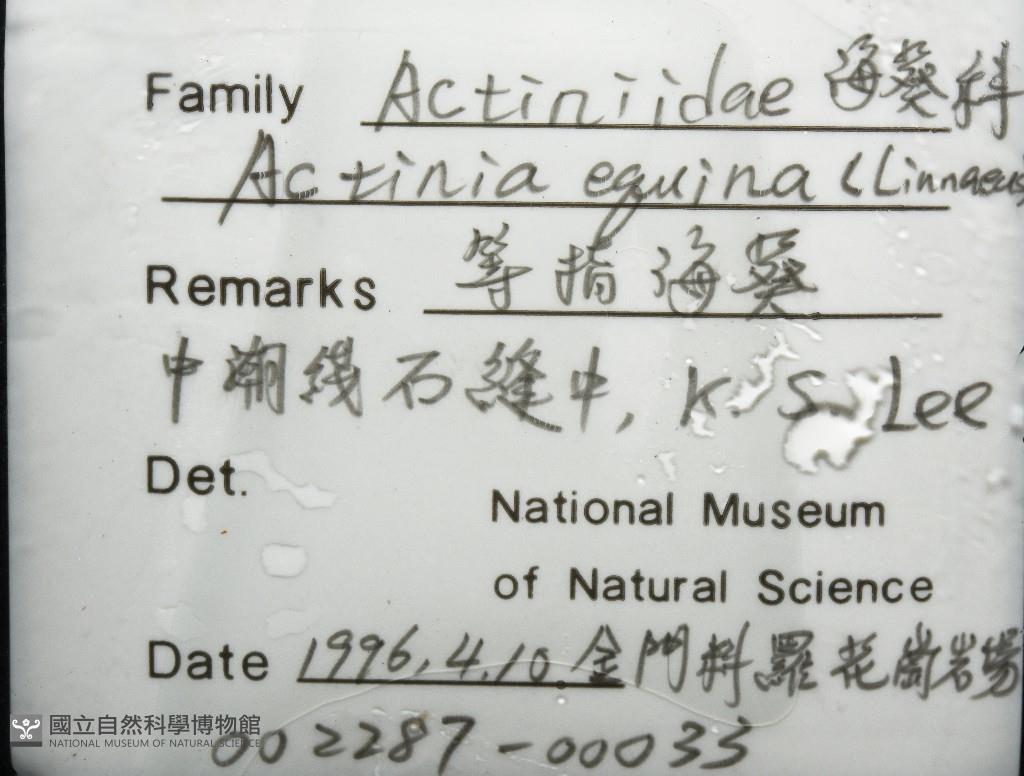 Family Actiniidae 海葵科
Actinia equina (Linnaeus,
Remarks 等指海葵
中潮綫石縫中, K. S. Lee
Det.
National Museum
of Natural Science
Date 1996.4.10. 金門料羅花崗岩場
國立自然科學博物館
NATIONAL MUSEUM OF NATURAL SCIENCE
002287-00033